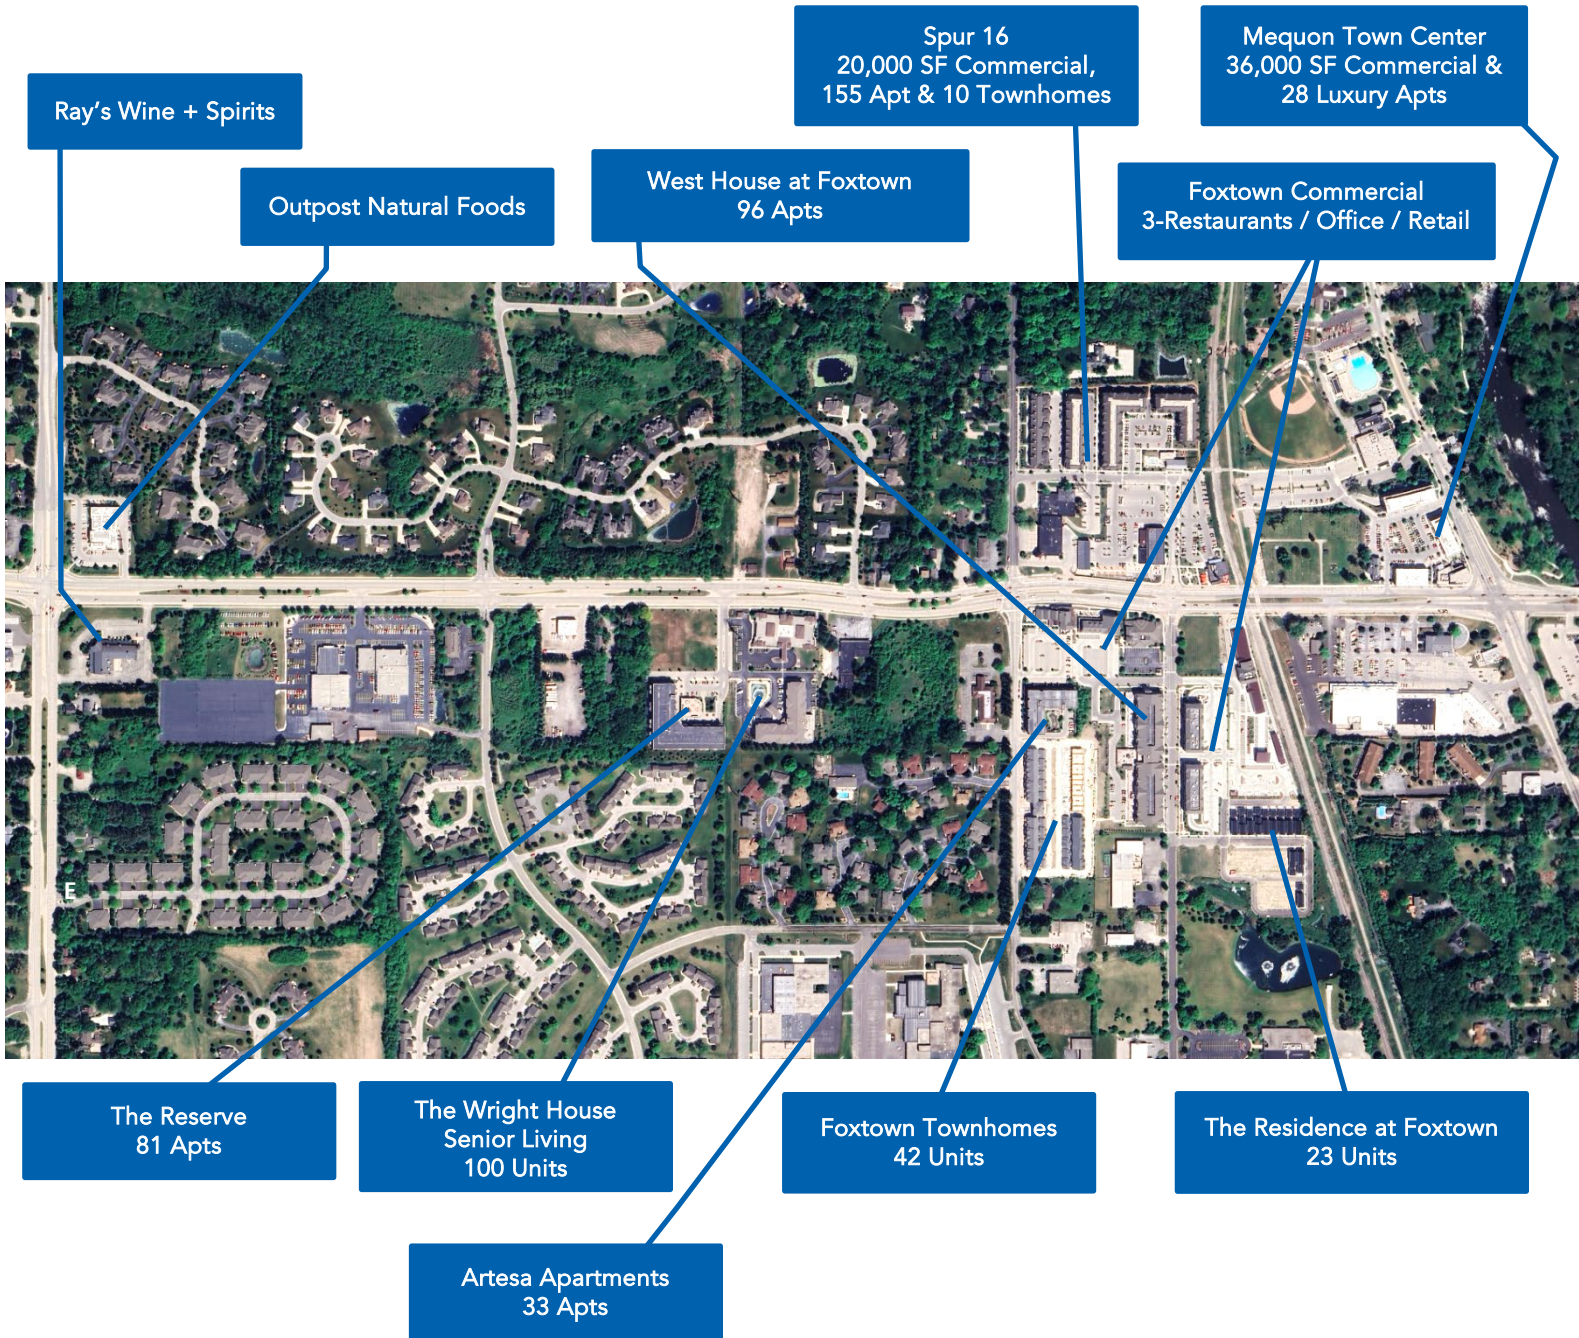 Spur 16
20,000 SF Commercial,
155 Apt & 10 Townhomes
Mequon Town Center
36,000 SF Commercial &
28 Luxury Apts
Ray's Wine + Spirits
Outpost Natural Foods
West House at Foxtown
96 Apts
Foxtown Commercial
3-Restaurants / Office / Retail
E
The Reserve
81 Apts
The Wright House
Senior Living
100 Units
Foxtown Townhomes
42 Units
The Residence at Foxtown
23 Units
Artesa Apartments
33 Apts